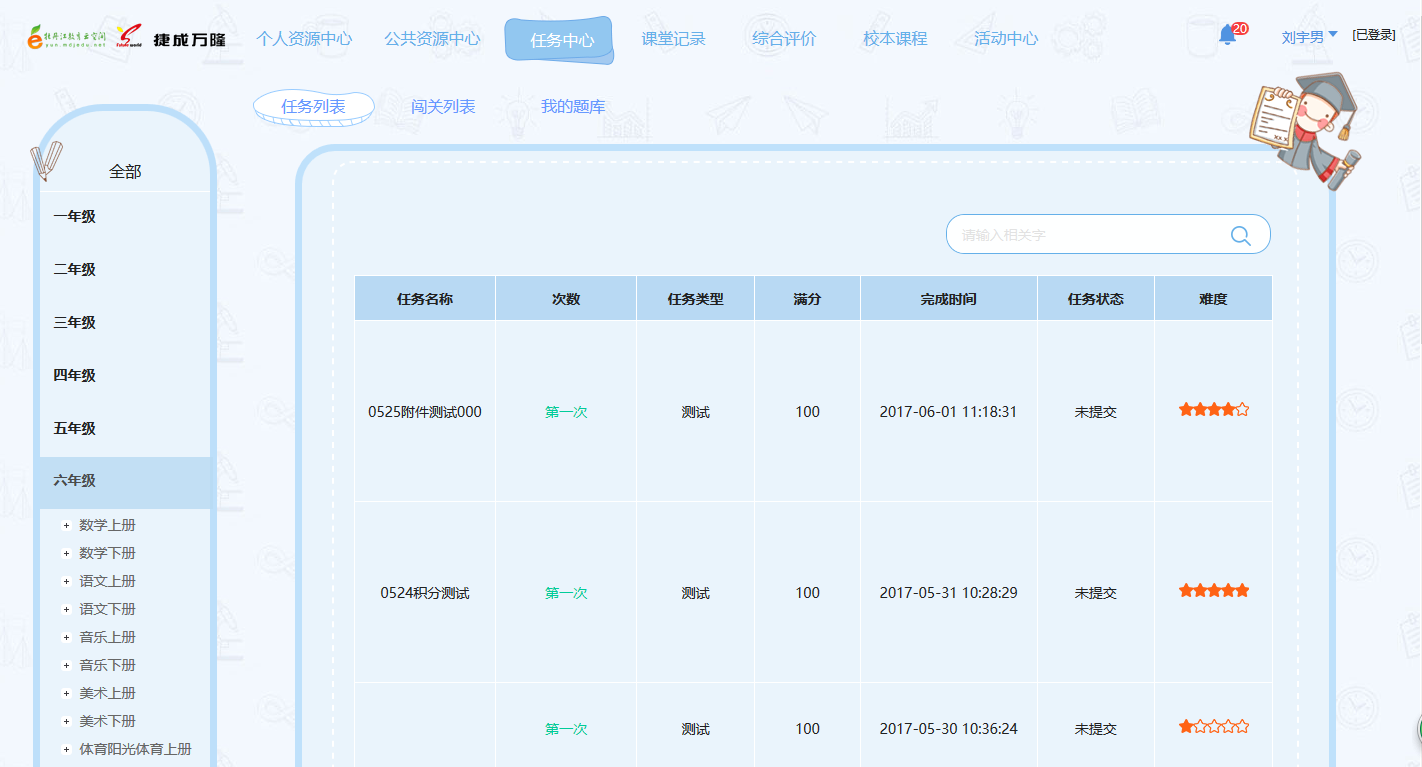 牡丹江教育云空间
yun.mdjedu.net
Future world
捷成万隆
个人资源中心
公共资源中心
任务中心
课堂记录
综合评价
校本课程
活动中心
20
刘宇男
[已登录]
任务列表
闯关列表
我的题库
全部
一年级
二年级
三年级
四年级
五年级
六年级
+ 数学上册
+ 数学下册
+ 语文上册
+ 语文下册
+ 音乐上册
+ 音乐下册
+ 美术上册
+ 美术下册
+ 体育阳光体育上册
请输入相关字
任务名称 次数 任务类型 满分 完成时间 任务状态 难度
0525附件测试000 第一次 测试 100 2017-06-01 11:18:31 未提交
0524积分测试 第一次 测试 100 2017-05-31 10:28:29 未提交
第一次 测试 100 2017-05-30 10:36:24 未提交